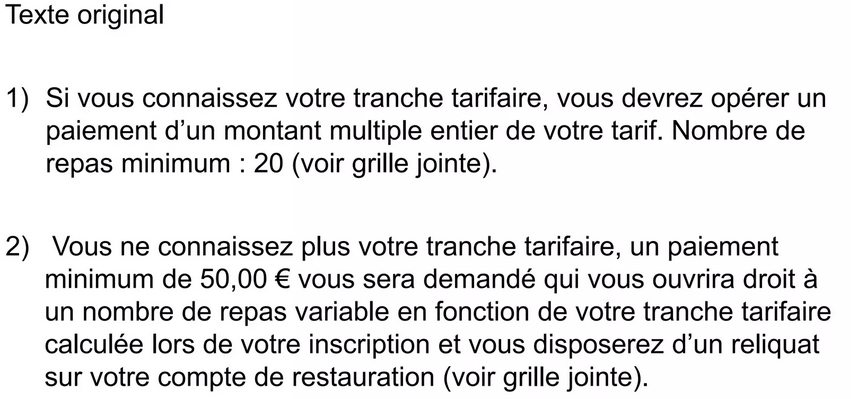 Texte original
1) Si vous connaissez votre tranche tarifaire, vous devrez opérer un
paiement d’un montant multiple entier de votre tarif. Nombre de
repas minimum : 20 (voir grille jointe).
2) Vous ne connaissez plus votre tranche tarifaire, un paiement
minimum de 50,00 € vous sera demandé qui vous ouvrira droit à
un nombre de repas variable en fonction de votre tranche tarifaire
calculée lors de votre inscription et vous disposerez d’un reliquat
sur votre compte de restauration (voir grille jointe).